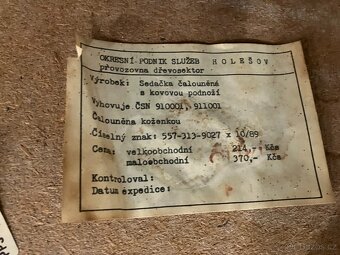 OKRESNÍ PODNIK SLUŽEB HOLEŠOV
provozovna dřevosektor
Výrobek: Sedačka čalouněná
s kovovou podnoží
Vyhovuje ČSN 910001, 911001
Čalouněna koženkou
Číselný znak: 557-313-9027 x 10/89
Cena: velkoobchodní 214,- Kčs
maloobchodní 370,- Kčs
Kontroloval:
Datum expedice: